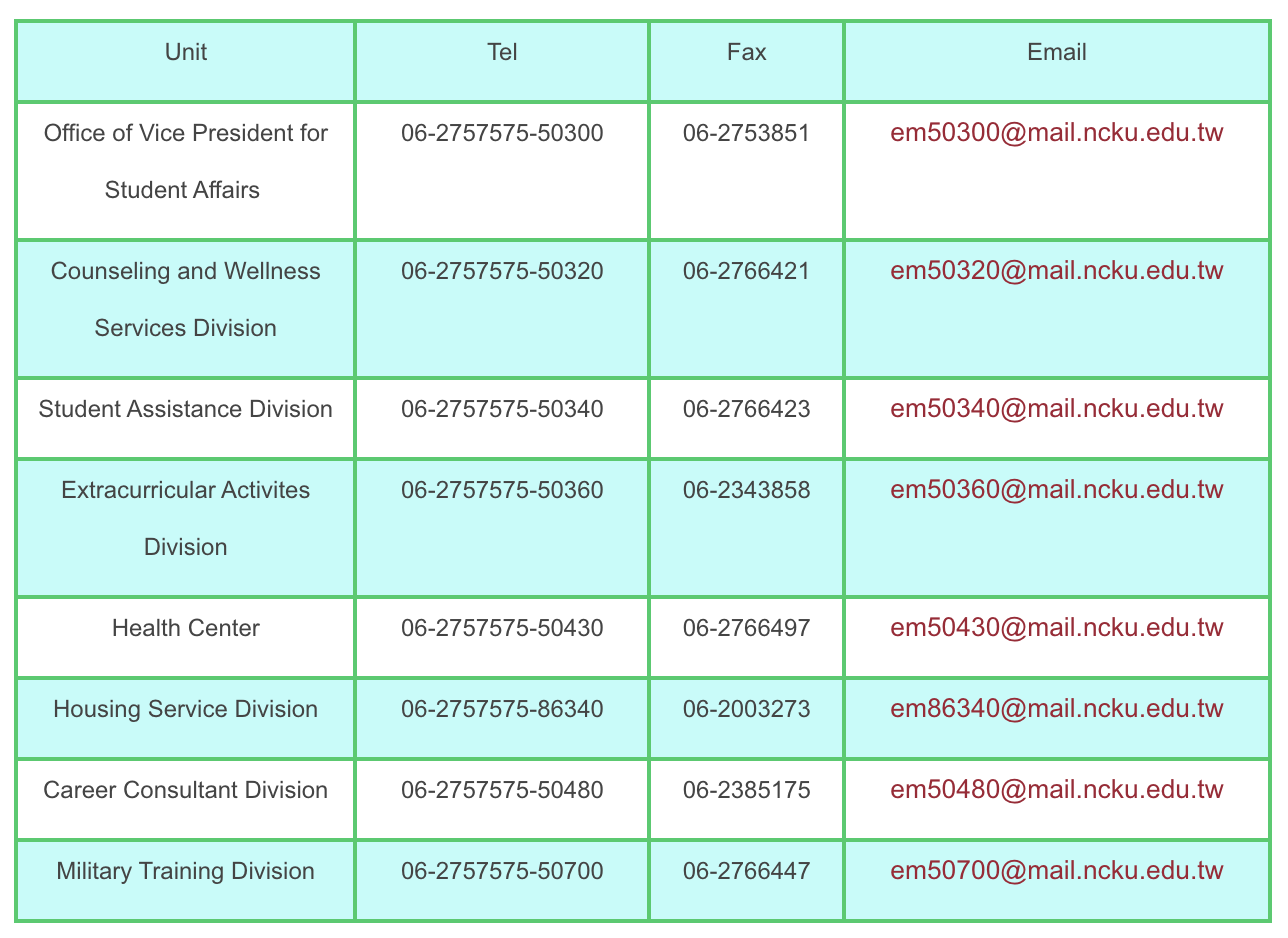 Unit Tel Fax Email
Office of Vice President for 06-2757575-50300 06-2753851 em50300@mail.ncku.edu.tw
Student Affairs
Counseling and Wellness 06-2757575-50320 06-2766421 em50320@mail.ncku.edu.tw
Services Division
Student Assistance Division 06-2757575-50340 06-2766423 em50340@mail.ncku.edu.tw
Extracurricular Activites 06-2757575-50360 06-2343858 em50360@mail.ncku.edu.tw
Division
Health Center 06-2757575-50430 06-2766497 em50430@mail.ncku.edu.tw
Housing Service Division 06-2757575-86340 06-2003273 em86340@mail.ncku.edu.tw
Career Consultant Division 06-2757575-50480 06-2385175 em50480@mail.ncku.edu.tw
Military Training Division 06-2757575-50700 06-2766447 em50700@mail.ncku.edu.tw